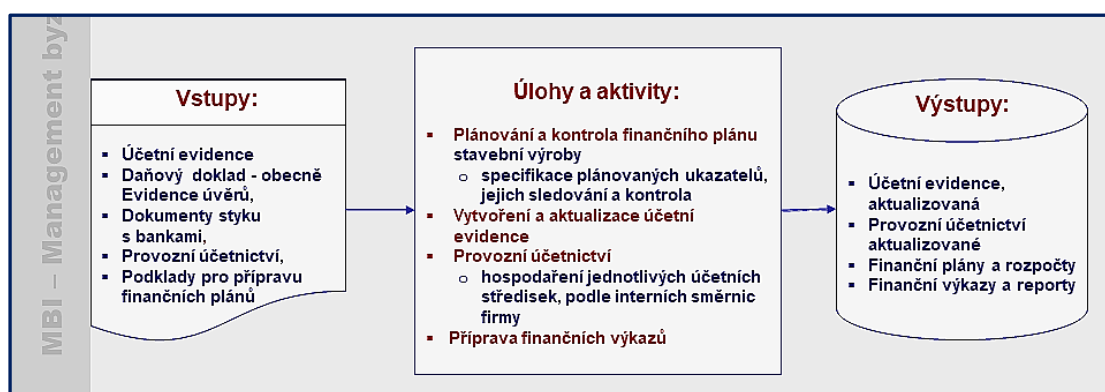 MBI – Management byz
Vstupy:
▪ Účetní evidence
▪ Daňový doklad - obecně
Evidence úvěrů,
▪ Dokumenty styku
s bankami,
▪ Provozní účetnictví,
▪ Podklady pro přípravu
finančních plánů
Úlohy a aktivity:
▪ Plánování a kontrola finančního plánu
stavební výroby
o specifikace plánovaných ukazatelů,
jejich sledování a kontrola
▪ Vytvoření a aktualizace účetní
evidence
▪ Provozní účetnictví
o hospodaření jednotlivých účetních
středisek, podle interních směrnic
firmy
▪ Příprava finančních výkazů
Výstupy:
▪ Účetní evidence,
aktualizovaná
▪ Provozní účetnictví
aktualizované
▪ Finanční plány a rozpočty
▪ Finanční výkazy a reporty